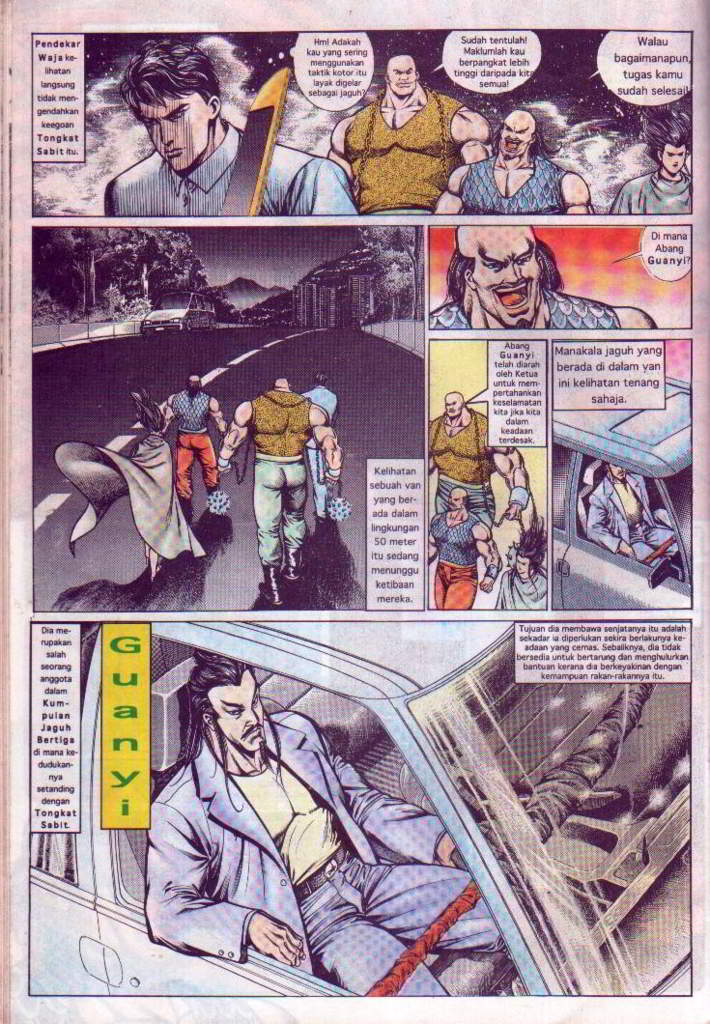 Pendekar
Waja ke-
lihatan
langsung
tidak men-
gendahkan
keegoan
Tongkat
Sabit itu.
Hm! Adakah
kau yang sering
menggunakan
taktik kotor itu
layak digelar
sebagai jaguh?
Sudah tentulah!
Maklumlah kau
berpangkat lebih
tinggi daripada kita
semua!
Walau
bagaimanapun,
tugas kamu
sudah selesai!
Kelihatan
sebuah van
yang ber-
ada dalam
lingkungan
50 meter
itu sedang
menunggu
ketibaan
mereka.
Di mana
Abang
Guanyi?
Abang
Guanyi
telah diarah
oleh Ketua
untuk mem-
pertahankan
keselamatan
kita jika kita
dalam
keadaan
terdesak.
Manakala jaguh yang
berada di dalam van
ini kelihatan tenang
sahaja.
Dia me-
rupakan
salah
seorang
anggota
dalam
Kum-
pulan
Jaguh
Bertiga
di mana ke-
dudukan-
nya
setanding
dengan
Tongkat
Sabit.
Guanyi
Tujuan dia membawa senjatanya itu adalah
sekadar ia diperlukan sekira berlakunya ke-
adaan yang cemas. Sebaliknya, dia tidak
bersedia untuk bertarung dan menghulurkan
bantuan kerana dia berkeyakinan dengan
kemampuan rakan-rakannya itu.